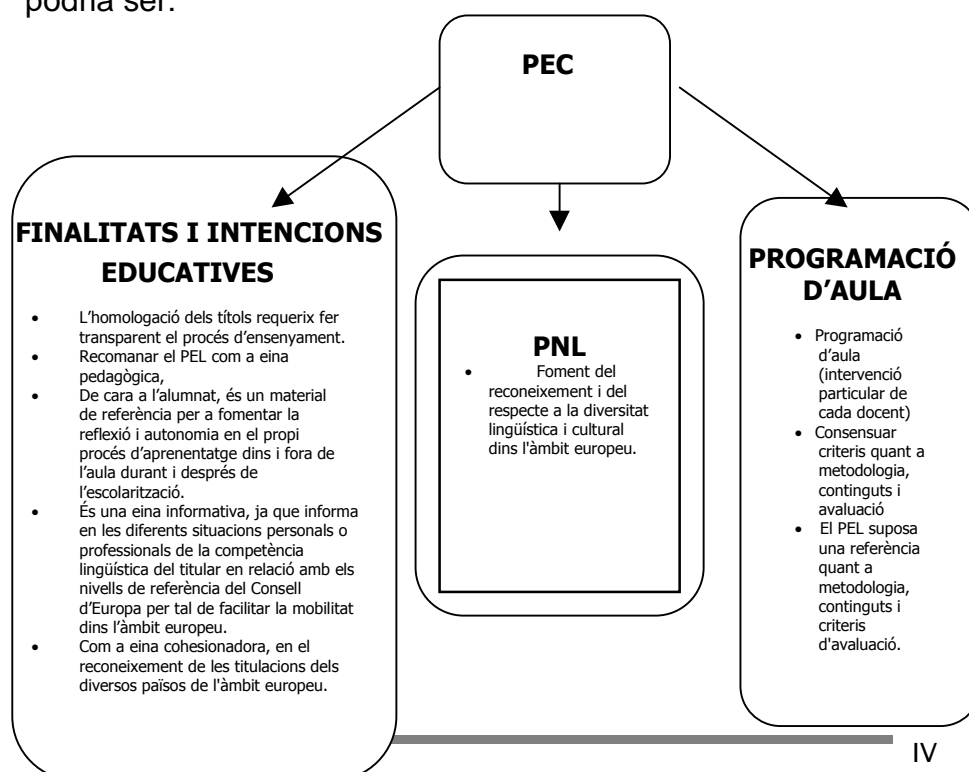 podria ser:
PEC
FINALITATS I INTENCIONS
EDUCATIVES
• L’homologació dels títols requerix fer
transparent el procés d’ensenyament.
• Recomanar el PEL com a eina
pedagògica,
• De cara a l’alumnat, és un material
de referència per a fomentar la
reflexió i autonomia en el propi
procés d’aprenentatge dins i fora de
l’aula durant i després de
l’escolarització.
• És una eina informativa, ja que informa
en les diferents situacions personals o
professionals de la competència
lingüística del titular en relació amb els
nivells de referència del Consell
d’Europa per tal de facilitar la mobilitat
dins l’àmbit europeu.
• Com a eina cohesionadora, en el
reconeixement de les titulacions dels
diversos països de l'àmbit europeu.
PNL
• Foment del
reconeixement i del
respecte a la diversitat
lingüística i cultural
dins l'àmbit europeu.
PROGRAMACIÓ
D’AULA
• Programació
d’aula
(intervenció
particular de
cada docent)
• Consensuar
criteris quant a
metodologia,
continguts i
avaluació
• El PEL suposa
una referència
quant a
metodologia,
continguts i
criteris
d'avaluació.
IV